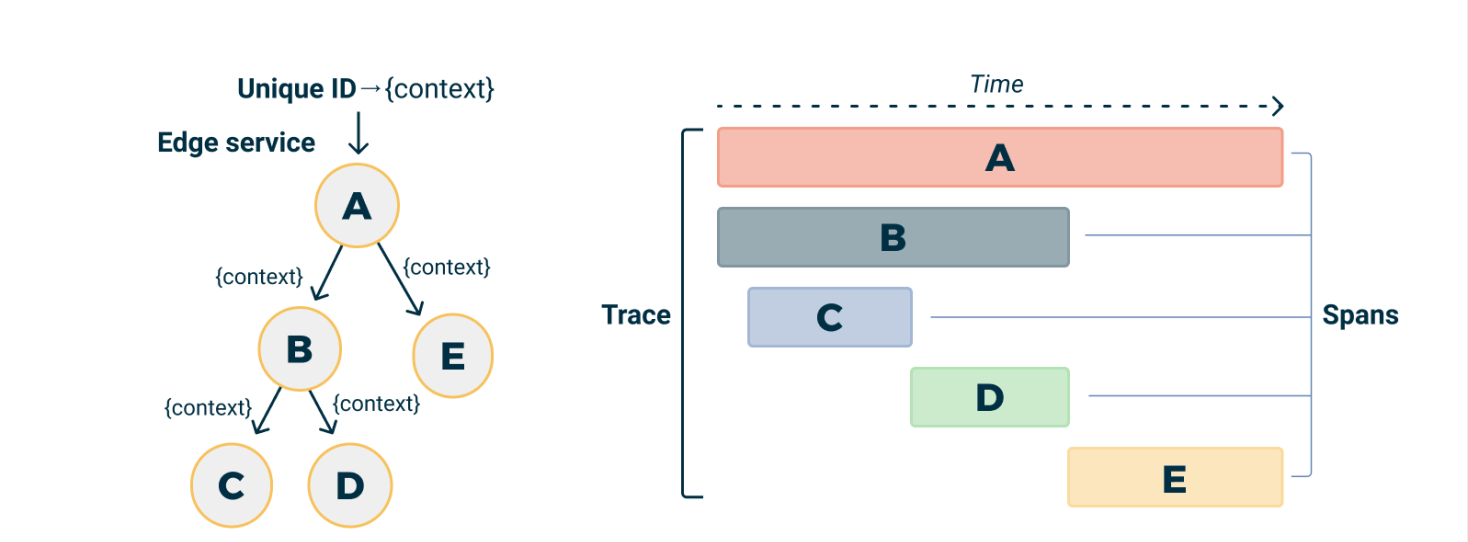 Unique ID→{context}
Edge service
A
{context}
{context}
B
E
{context}
{context}
C
D
Time
Trace
A
B
C
D
E
Spans